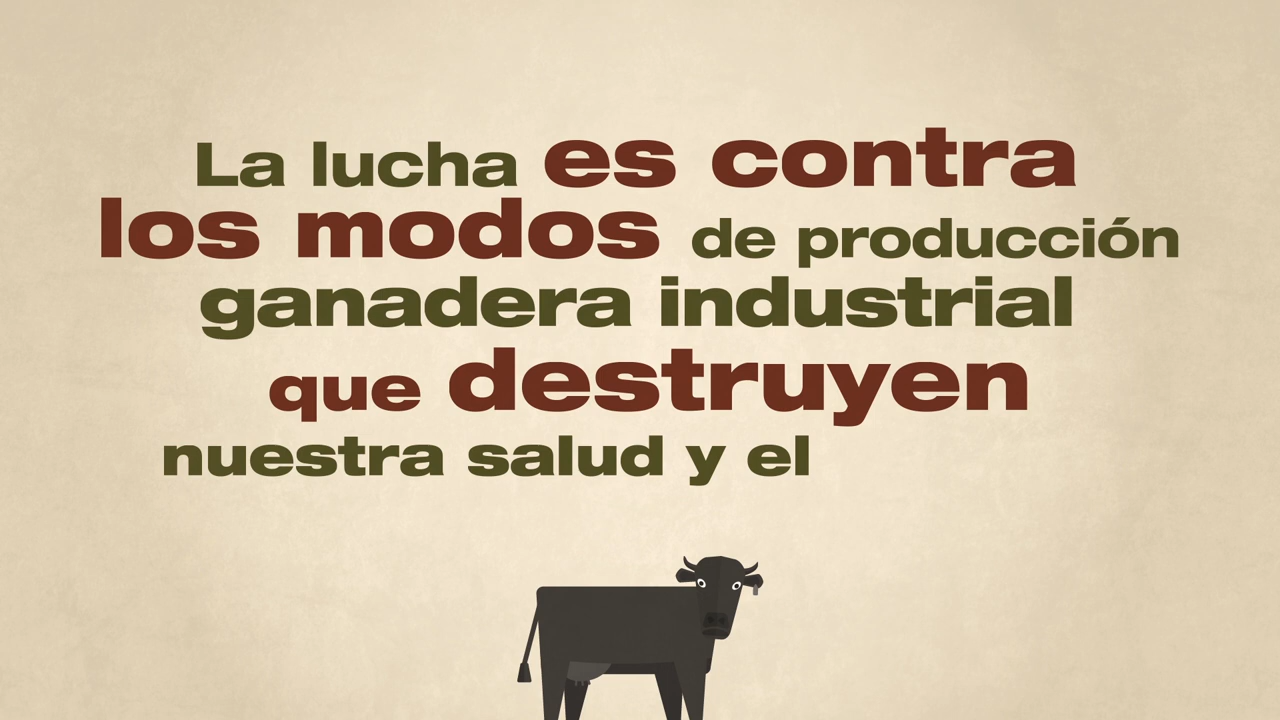 La lucha es contra
los modos de producción
ganadera industrial
que destruyen
nuestra salud y el